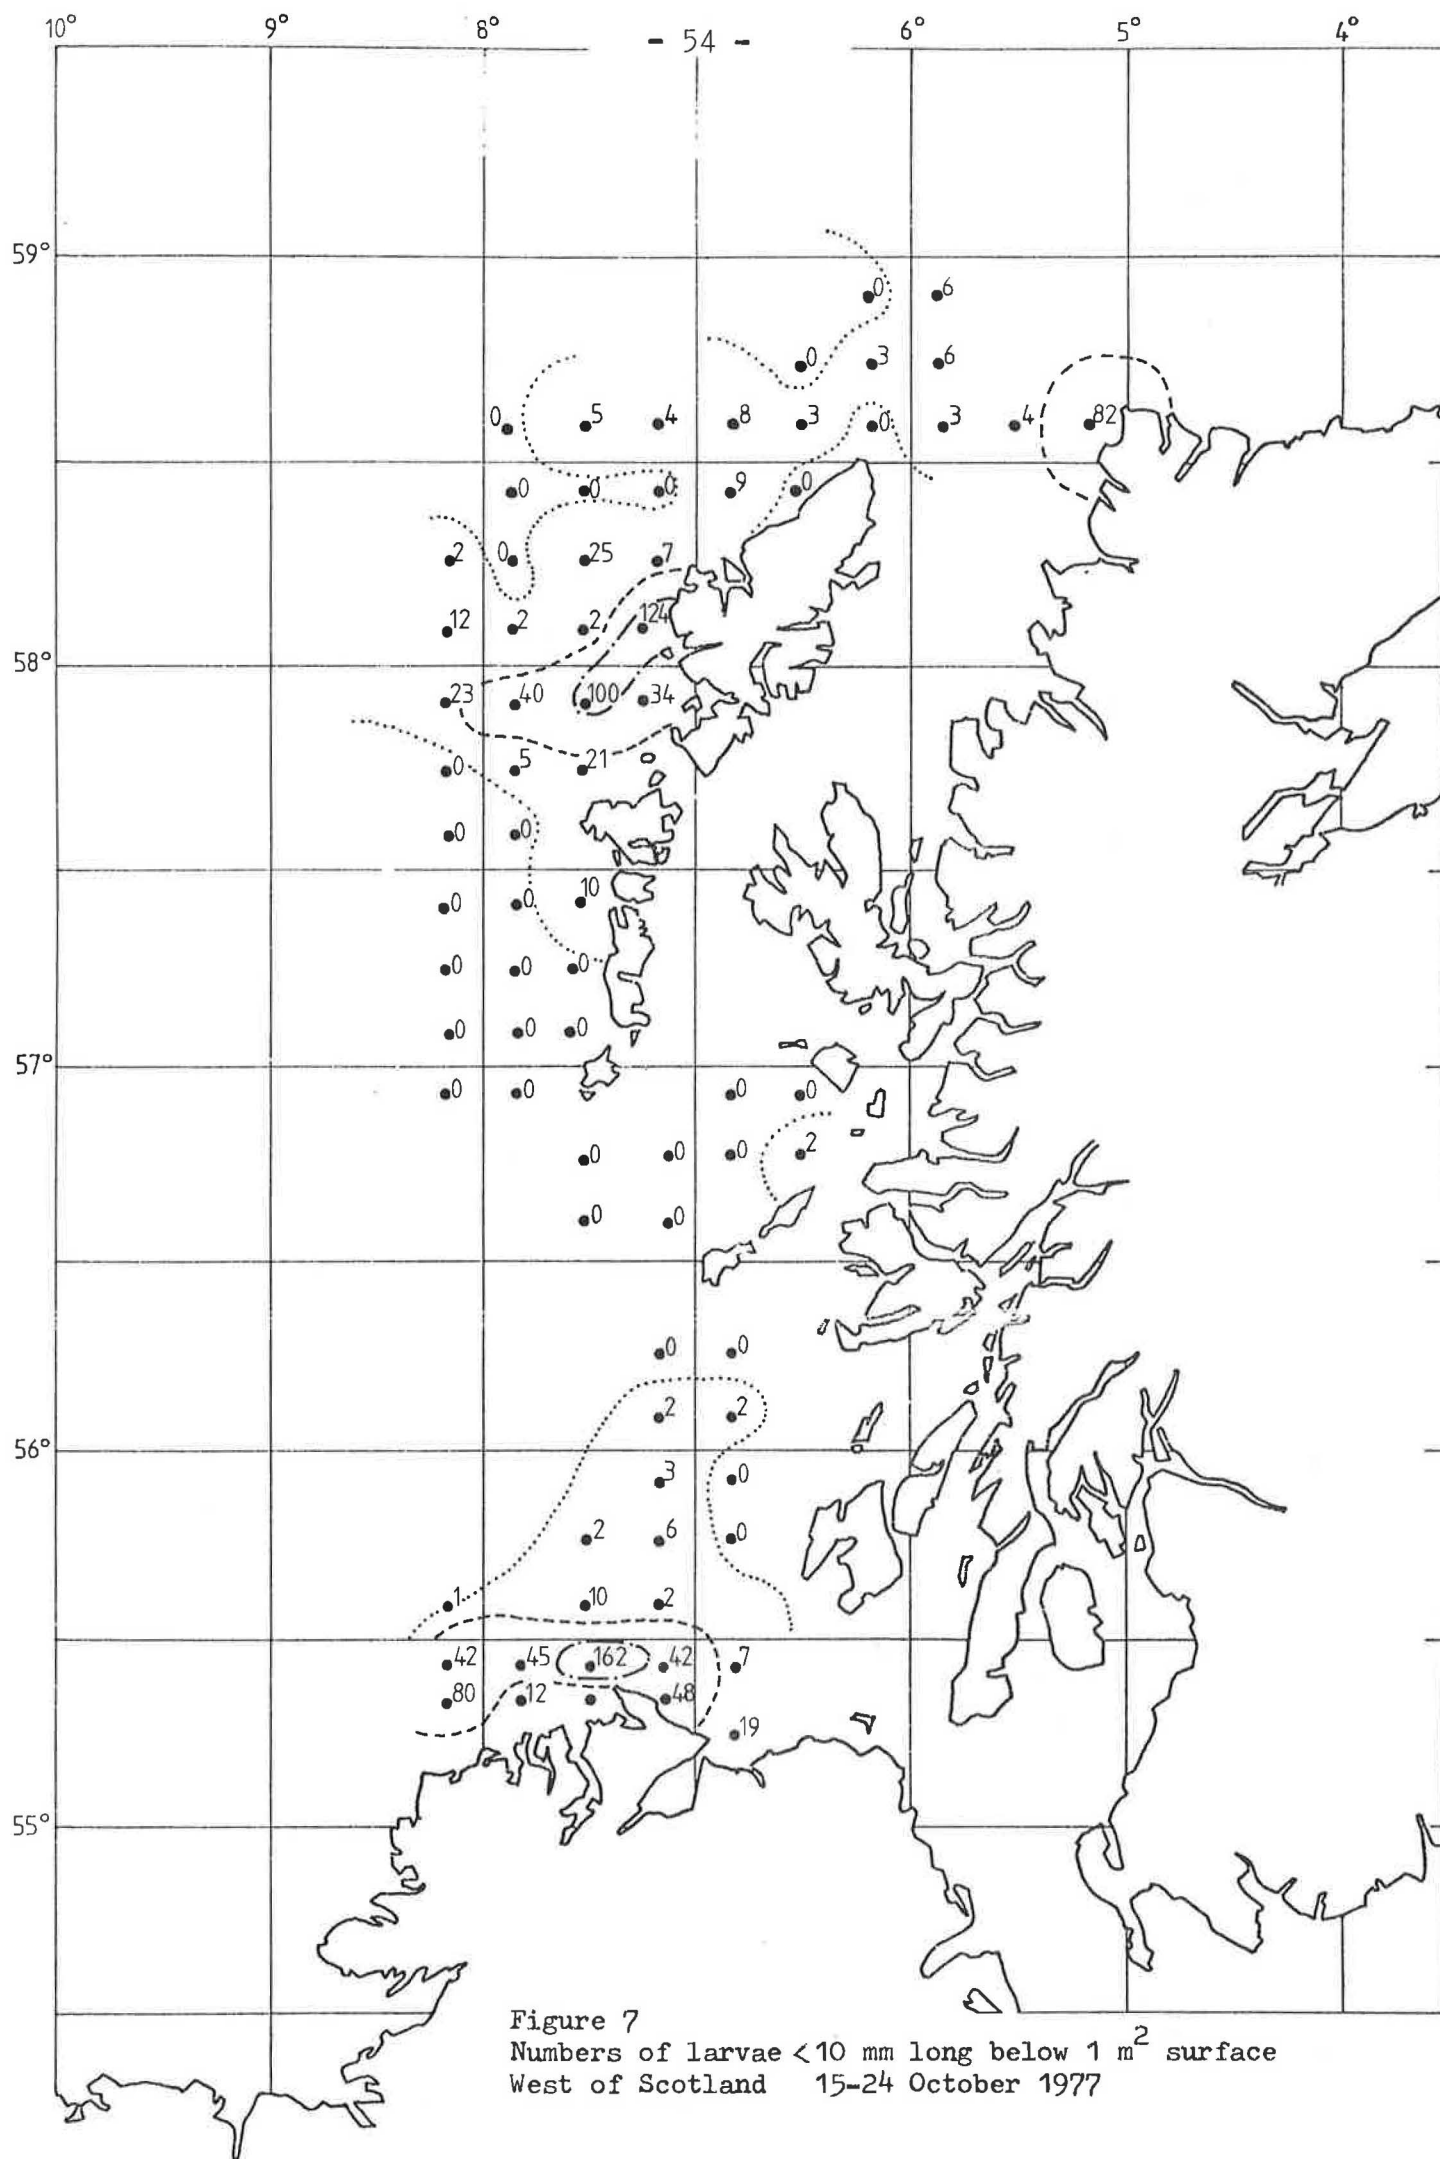 10° 9° 8° - 54 - 6° 5° 4°
59°
0 6
0 3 6
0 5 4 8 3 0 3 4 82
0 0 0 9 0
2 0 25 7
12 2 2 124
58°
23 40 100 34
0 5 21
0 0
0 0 10
0 0 0
0 0 0
57°
0 0 0 0
0 0 0 2
0 0
0 0
2 2
56°
3 0
2 6 0
1 10 2
42 45 162 42 7
80 12 48
19
55°
Figure 7
Numbers of larvae <10 mm long below 1 m² surface
West of Scotland 15-24 October 1977